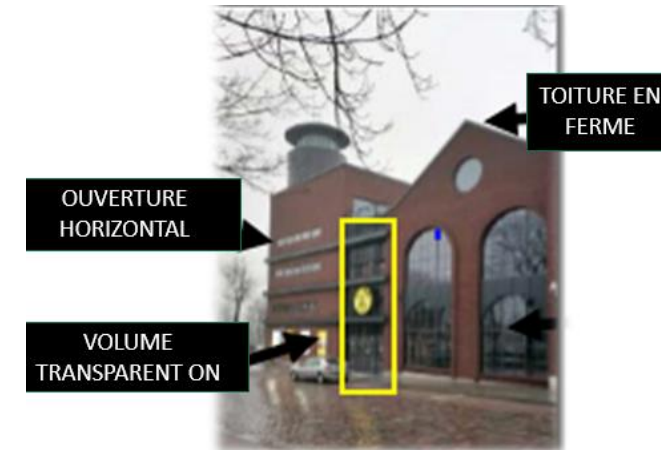 TOITURE EN
FERME
OUVERTURE
HORIZONTAL
VOLUME
TRANSPARENT ON